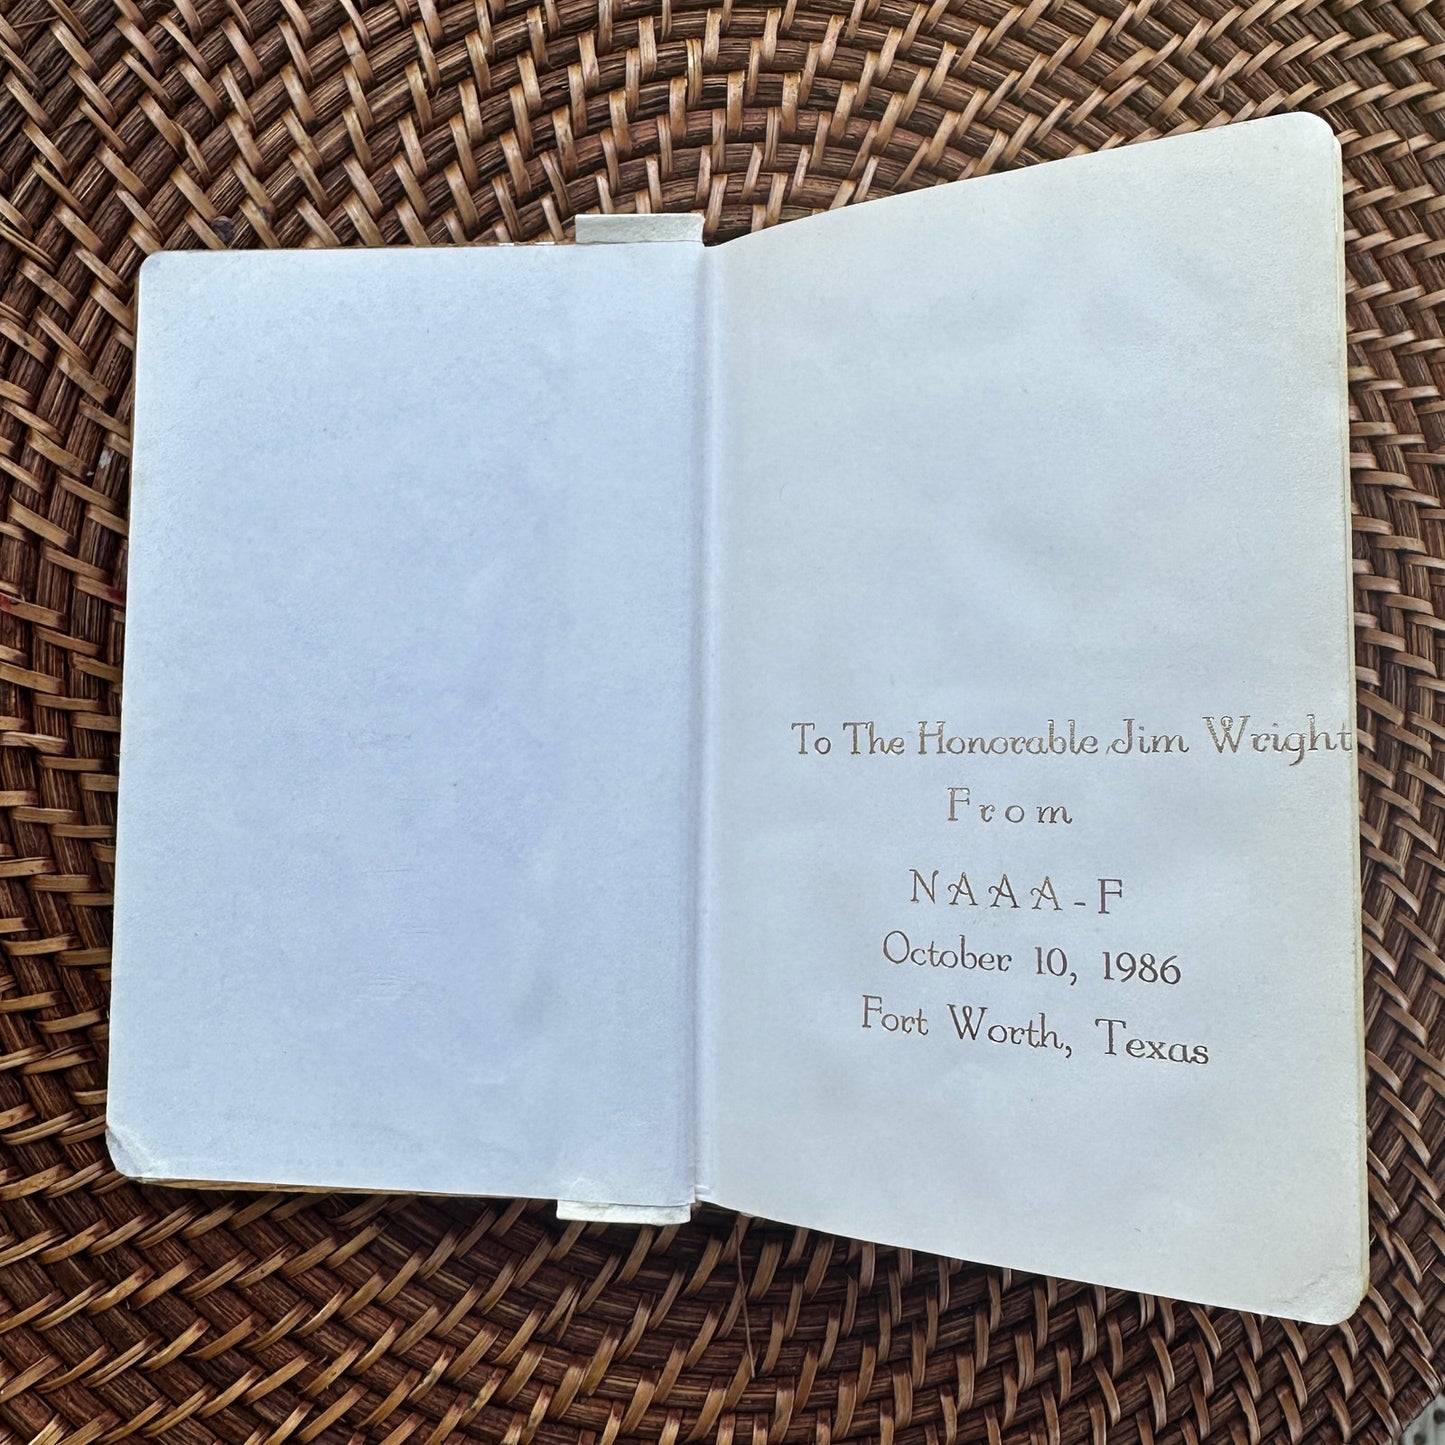 To The Honorable Jim Wright
From
NAAA-F
October 10, 1986
Fort Worth, Texas